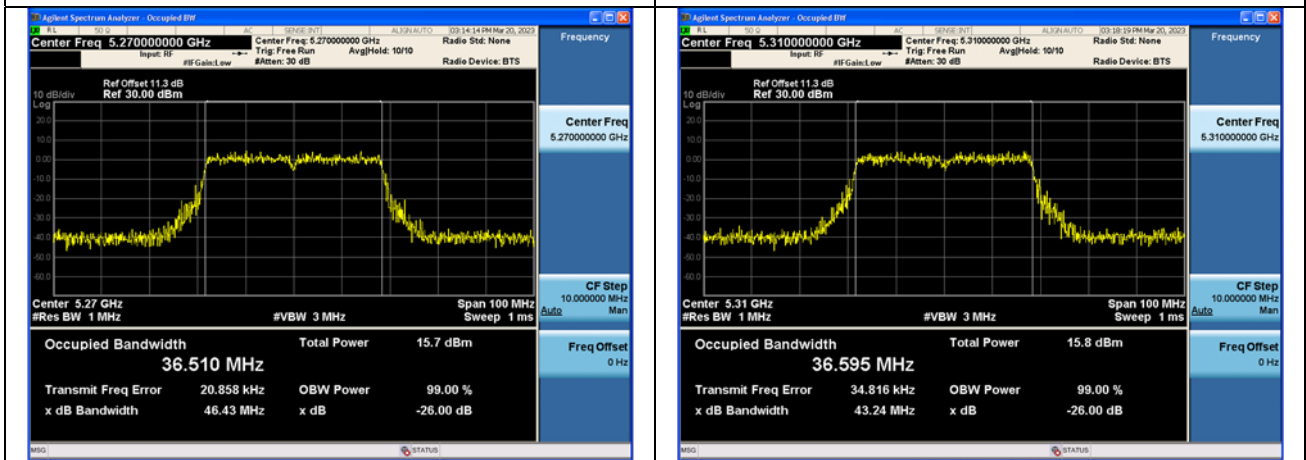 Agilent Spectrum Analyzer - Occupied BW
RL 50 Ω AC SENSE:INT ALIGN AUTO 03:14:14 PM Mar 20, 2023
Center Freq 5.270000000 GHz
Center Freq: 5.270000000 GHz
Radio Std: None
Input: RF
Trig: Free Run
Avg|Hold: 10/10
#IFGain:Low
#Atten: 30 dB
Radio Device: BTS
Ref Offset 11.3 dB
10 dB/div
Ref 30.00 dBm
Log
20.0
10.0
0.00
-10.0
-20.0
-30.0
-40.0
-50.0
-60.0
Center 5.27 GHz
Span 100 MHz
#Res BW 1 MHz
#VBW 3 MHz
Sweep 1 ms
Occupied Bandwidth
Total Power 15.7 dBm
36.510 MHz
Transmit Freq Error 20.858 kHz
OBW Power 99.00 %
x dB Bandwidth 46.43 MHz
x dB -26.00 dB
MSG
STATUS
Frequency
Center Freq
5.270000000 GHz
CF Step
10.000000 MHz
Auto Man
Freq Offset
0 Hz
Agilent Spectrum Analyzer - Occupied BW
RL 50 Ω AC SENSE:INT ALIGN AUTO 03:18:19 PM Mar 20, 2023
Center Freq 5.310000000 GHz
Center Freq: 5.310000000 GHz
Radio Std: None
Input: RF
Trig: Free Run
Avg|Hold: 10/10
#IFGain:Low
#Atten: 30 dB
Radio Device: BTS
Ref Offset 11.3 dB
10 dB/div
Ref 30.00 dBm
Log
20.0
10.0
0.00
-10.0
-20.0
-30.0
-40.0
-50.0
-60.0
Center 5.31 GHz
Span 100 MHz
#Res BW 1 MHz
#VBW 3 MHz
Sweep 1 ms
Occupied Bandwidth
Total Power 15.8 dBm
36.595 MHz
Transmit Freq Error 34.816 kHz
OBW Power 99.00 %
x dB Bandwidth 43.24 MHz
x dB -26.00 dB
MSG
STATUS
Frequency
Center Freq
5.310000000 GHz
CF Step
10.000000 MHz
Auto Man
Freq Offset
0 Hz